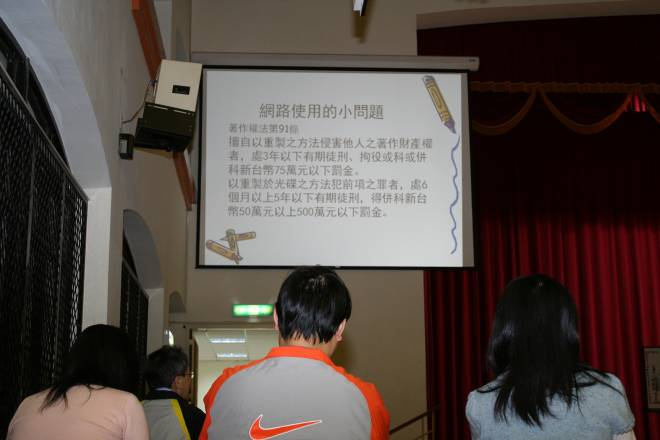 網路使用的小問題
著作權法第91條
擅自以重製之方法侵害他人之著作財產權
者，處3年以下有期徒刑、拘役或科或併
科新台幣75萬元以下罰金。
以重製於光碟之方法犯前項之罪者，處6
個月以上5年以下有期徒刑，得併科新台
幣50萬元以上500萬元以下罰金。